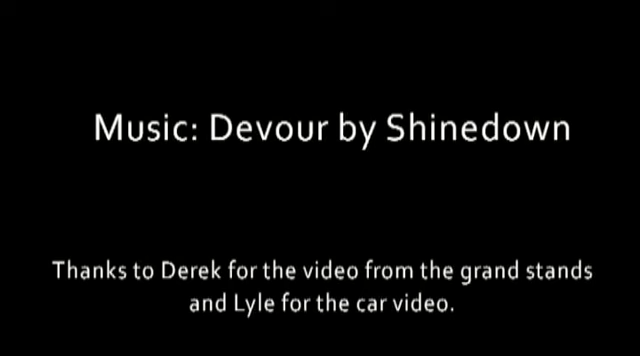 Music: Devour by Shinedown
Thanks to Derek for the video from the grand stands
and Lyle for the car video.